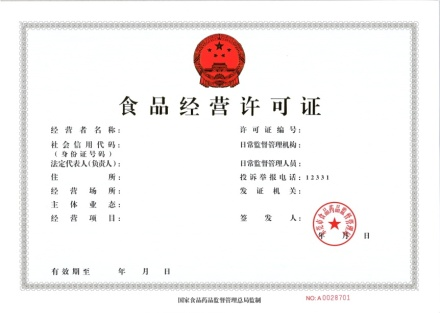 食品经营许可证
经 营 者 名 称： 许 可 证 编 号：
社会信用代码： 日常监督管理机构：
（身份证号码）
法定代表人(负责人)： 日常监督管理人员：
住 所： 投诉举报电话：12331
经 营 场 所： 发 证 机 关：
主 体 业 态：
经 营 项 目： 签 发 人：
年 月 日
有效期至 年 月 日
国家食品药品监督管理总局监制
NO: A0028701